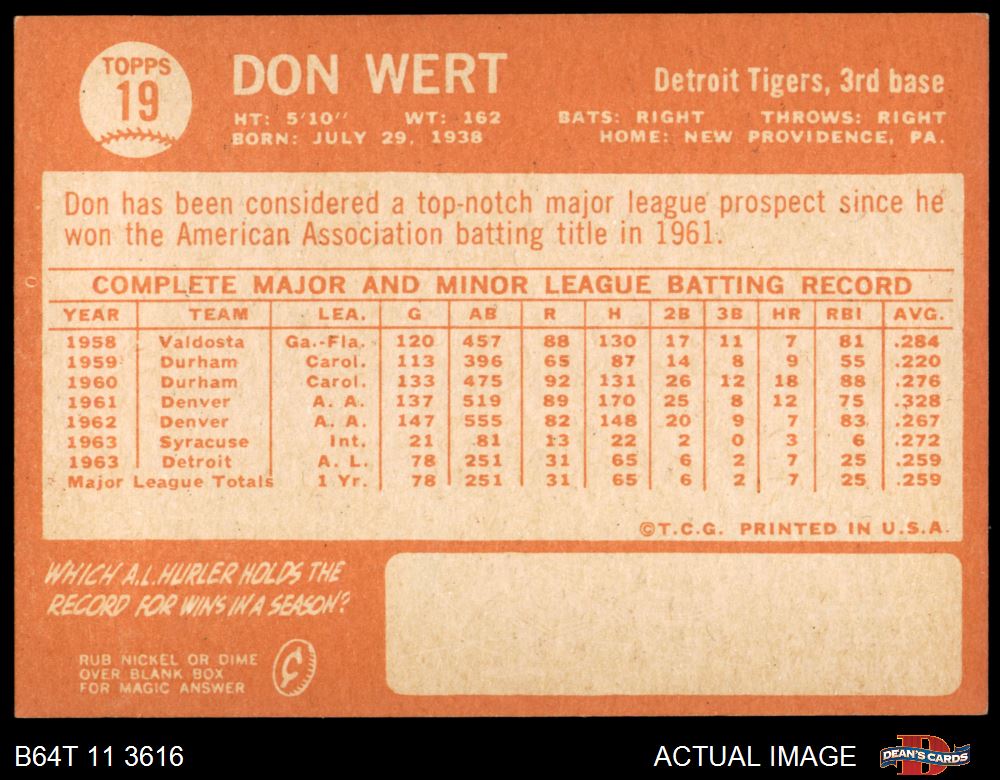 TOPPS
19
DON WERT
Detroit Tigers, 3rd base
HT: 5'10" WT: 162 BATS: RIGHT THROWS: RIGHT
BORN: JULY 29, 1938 HOME: NEW PROVIDENCE, PA.
Don has been considered a top-notch major league prospect since he
won the American Association batting title in 1961.
COMPLETE MAJOR AND MINOR LEAGUE BATTING RECORD
YEAR TEAM LEA. G AB R H 2B 3B HR RBI AVG.
1958 Valdosta Ga.-Fla. 120 457 88 130 17 11 7 81 .284
1959 Durham Carol. 113 396 65 87 14 8 9 55 .220
1960 Durham Carol. 133 475 92 131 26 12 18 88 .276
1961 Denver A. A. 137 519 89 170 25 8 12 75 .328
1962 Denver A. A. 147 555 82 148 20 9 7 83 .267
1963 Syracuse Int. 21 81 13 22 2 0 3 6 .272
1963 Detroit A. L. 78 251 31 65 6 2 7 25 .259
Major League Totals 1 Yr. 78 251 31 65 6 2 7 25 .259
©T.C.G. PRINTED IN U.S.A.
WHICH A.L. HURLER HOLDS THE
RECORD FOR WINS IN A SEASON?
RUB NICKEL OR DIME
OVER BLANK BOX
FOR MAGIC ANSWER
¢
B64T 11 3616 ACTUAL IMAGE DEAN'S CARDS